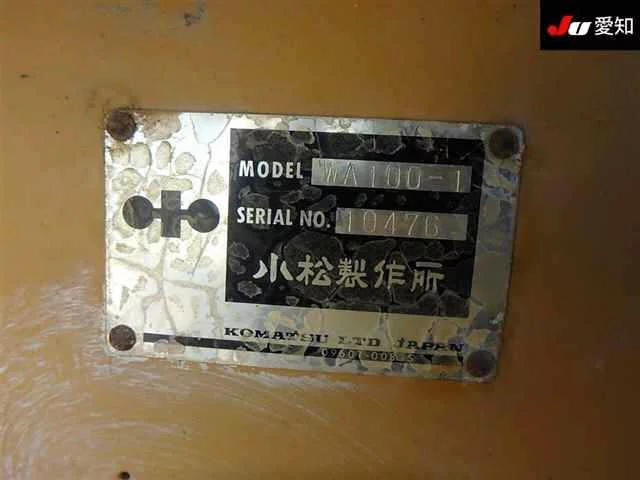 Ju 愛知
MODEL WA100-1
SERIAL NO. 10476
小松製作所
KOMATSU LTD JAPAN